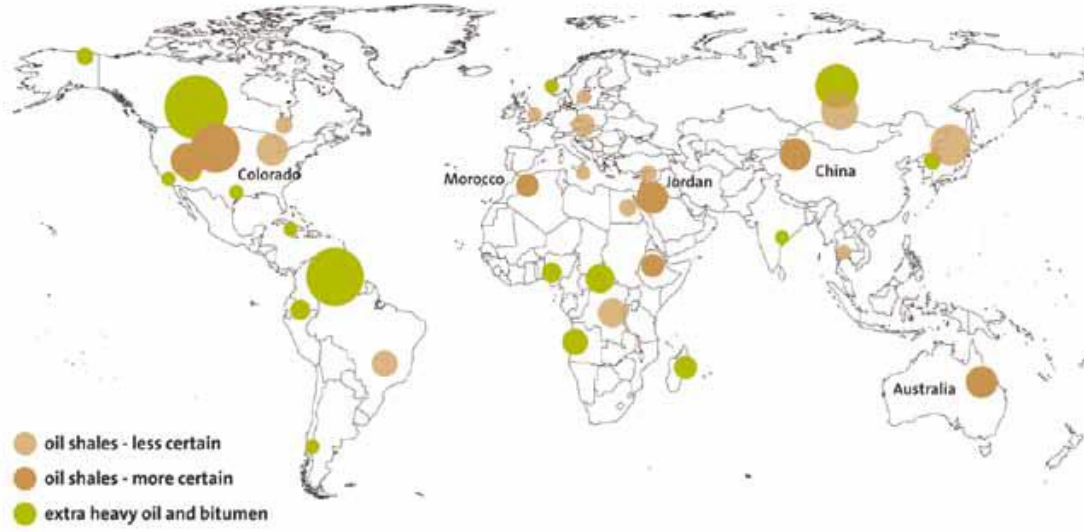 Colorado
Morocco
Jordan
China
Australia
oil shales - less certain
oil shales - more certain
extra heavy oil and bitumen